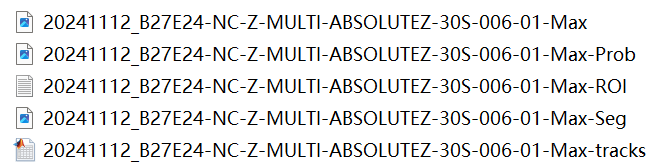 20241112_B27E24-NC-Z-MULTI-ABSOLUTEZ-30S-006-01-Max
20241112_B27E24-NC-Z-MULTI-ABSOLUTEZ-30S-006-01-Max-Prob
20241112_B27E24-NC-Z-MULTI-ABSOLUTEZ-30S-006-01-Max-ROI
20241112_B27E24-NC-Z-MULTI-ABSOLUTEZ-30S-006-01-Max-Seg
20241112_B27E24-NC-Z-MULTI-ABSOLUTEZ-30S-006-01-Max-tracks